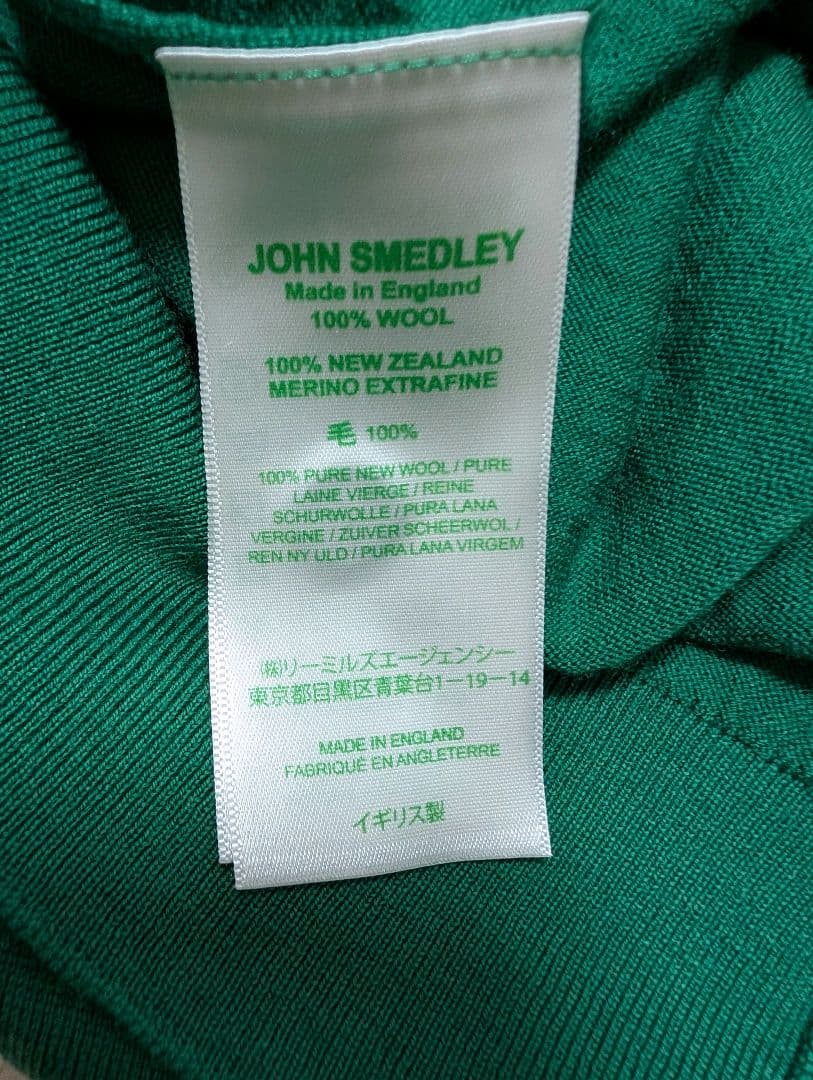 JOHN SMEDLEY
Made in England
100% WOOL
100% NEW ZEALAND
MERINO EXTRAFINE
毛 100%
100% PURE NEW WOOL / PURE
LAINE VIERGE / REINE
SCHURWOLLE / PURA LANA
VERGINE / ZUIVER SCHEERWOL /
REN NY ULD / PURA LANA VIRGEM
㈱リーミルズエージェンシー
東京都目黒区青葉台1－19－14
MADE IN ENGLAND
FABRIQUE EN ANGLETERRE
イギリス製